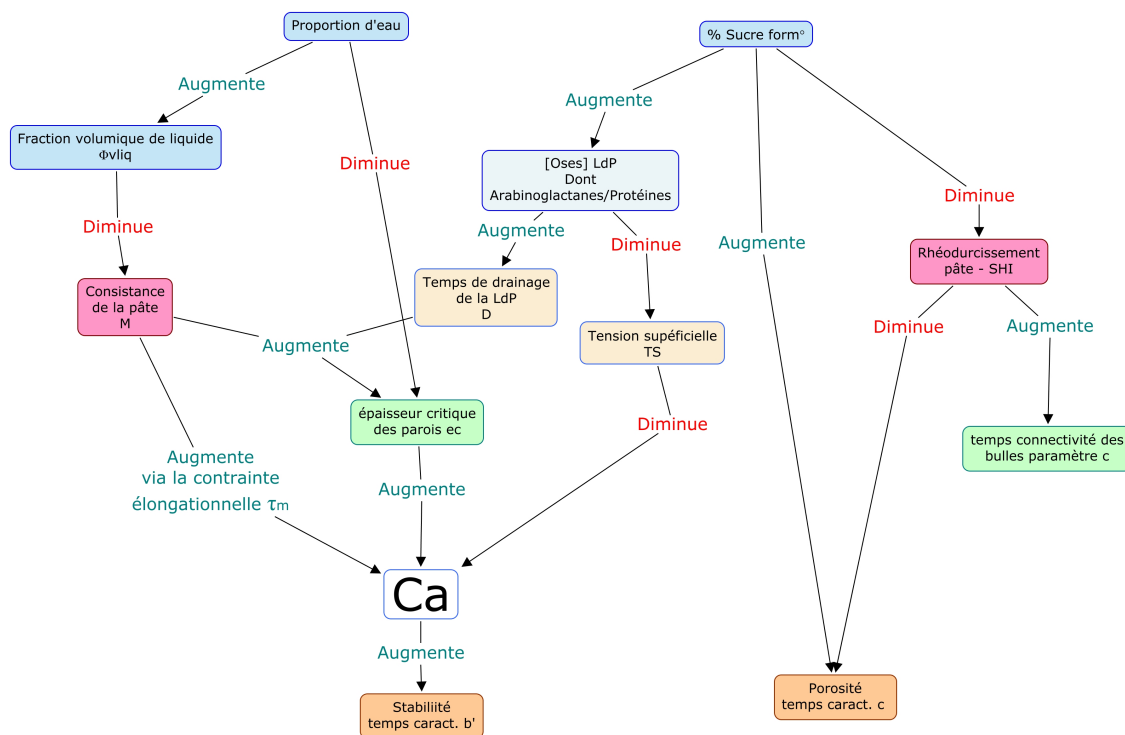 Proportion d'eau
% Sucre form°
Augmente
Augmente
Fraction volumique de liquide
Φvliq
Diminue
[Oses] LdP
Dont
Arabinoglactanes/Protéines
Diminue
Diminue
Augmente
Diminue
Augmente
Rhéodurcissement
pâte - SHI
Consistance
de la pâte
M
Temps de drainage
de la LdP
D
Augmente
Tension supéficielle
TS
Diminue
Augmente
épaisseur critique
des parois ec
Diminue
temps connectivité des
bulles paramètre c
Augmente
via la contrainte
élongationnelle τm
Augmente
Ca
Augmente
Stabiliité
temps caract. b'
Porosité
temps caract. c